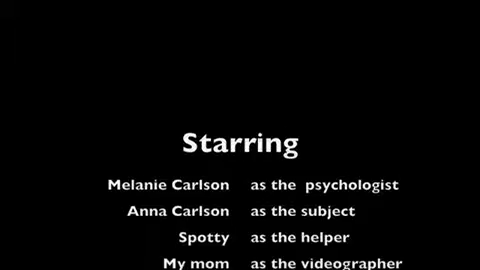 Starring
Melanie Carlson as the psychologist
Anna Carlson as the subject
Spotty as the helper
My mom as the videographer